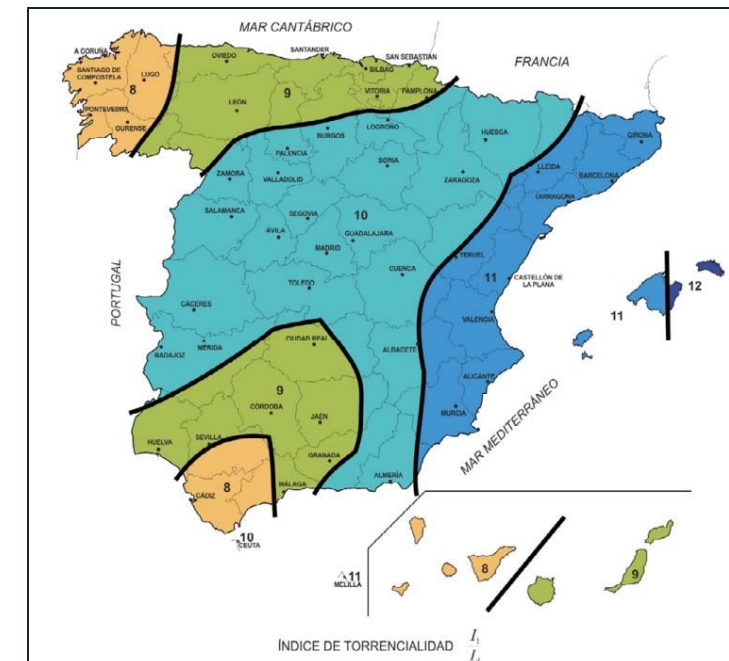 MAR CANTÁBRICO
A CORUÑA
SANTANDER
SAN SEBASTIÁN
FRANCIA
OVIEDO
BILBAO
SANTIAGO DE
COMPOSTELA
LUGO
8
9
VITORIA
PAMPLONA
GIRONA
LEÓN
PONTEVEDRA
OURENSE
LOGROÑO
BURGOS
HUESCA
PALENCIA
LLEIDA
BARCELONA
ZAMORA
VALLADOLID
SORIA
ZARAGOZA
TARRAGONA
SALAMANCA
SEGOVIA
10
ÁVILA
GUADALAJARA
MADRID
TERUEL
PORTUGAL
CUENCA
11
CASTELLÓN DE
LA PLANA
12
TOLEDO
CÁCERES
VALENCIA
11
CIUDAD REAL
MÉRIDA
BADAJOZ
ALBACETE
ALICANTE
9
CÓRDOBA
MURCIA
MAR MEDITERRÁNEO
JAÉN
HUELVA
SEVILLA
GRANADA
8
ALMERÍA
MÁLAGA
CÁDIZ
10
CEUTA
11
MELILLA
8
9
ÍNDICE DE TORRENCIALIDAD I₁